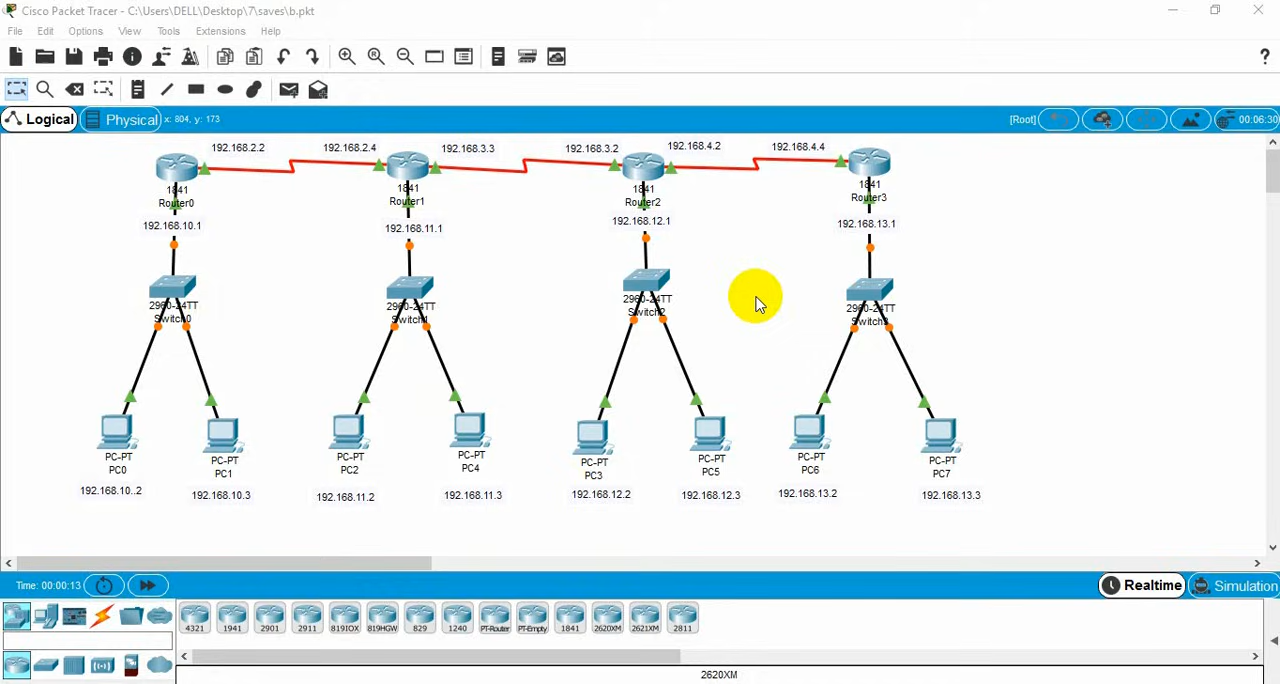 Cisco Packet Tracer - C:\Users\DELL\Desktop\7\saves\b.pkt
File Edit Options View Tools Extensions Help
?
Logical Physical x: 804, y: 173 [Root] 00:06:30
192.168.2.2 192.168.2.4 192.168.3.3 192.168.3.2 192.168.4.2 192.168.4.4
1841 1841 1841 1841
Router0 Router1 Router2 Router3
192.168.10.1 192.168.11.1 192.168.12.1 192.168.13.1
2960-24TT 2960-24TT 2960-24TT 2960-24TT
Switch0 Switch1 Switch2 Switch3
PC-PT PC-PT PC-PT PC-PT PC-PT PC-PT PC-PT PC-PT
PC0 PC1 PC2 PC4 PC3 PC5 PC6 PC7
192.168.10..2 192.168.10.3 192.168.11.2 192.168.11.3 192.168.12.2 192.168.12.3 192.168.13.2 192.168.13.3
Time: 00:00:13 Realtime Simulation
4321 1941 2901 2911 819IOX 819HGW 829 1240 PT-Router PT-Empty 1841 2620XM 2621XM 2811
2620XM